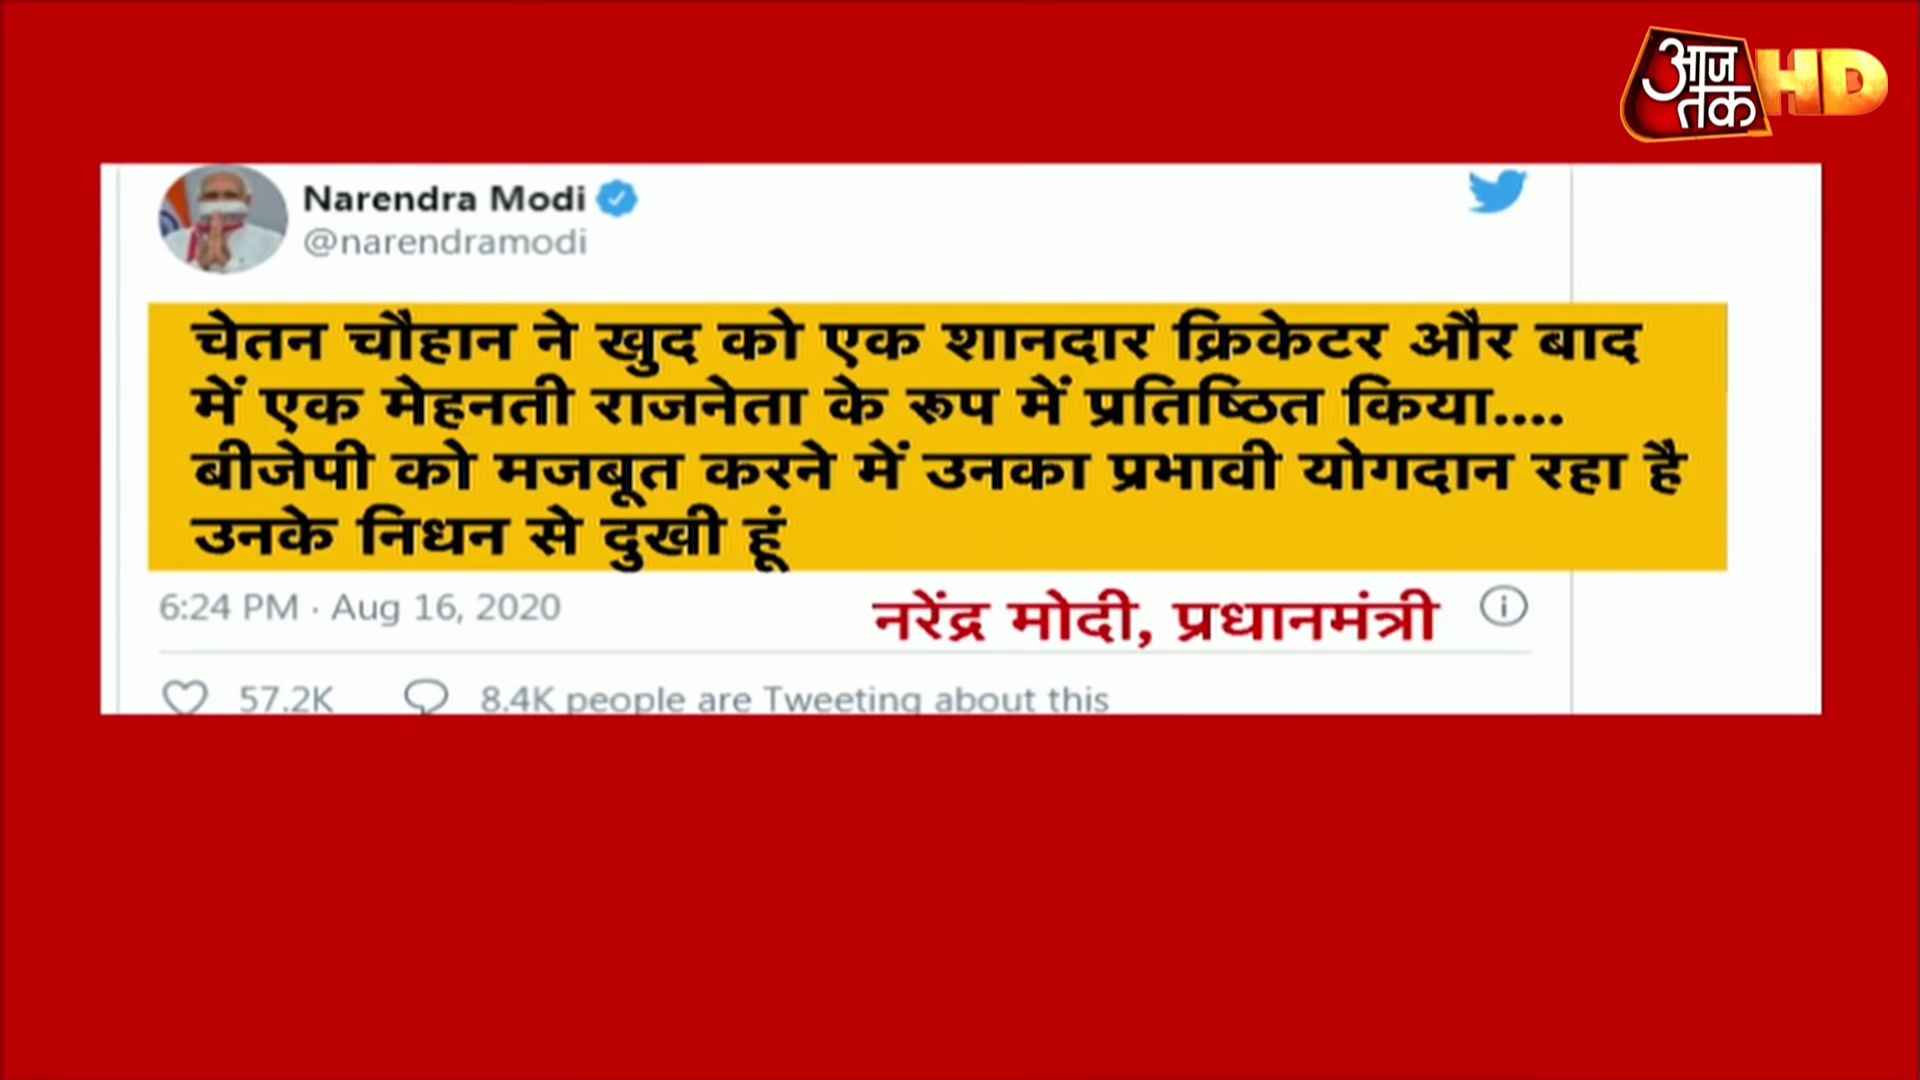 आज
तक HD
Narendra Modi
@narendramodi
चेतन चौहान ने खुद को एक शानदार क्रिकेटर और बाद
में एक मेहनती राजनेता के रूप में प्रतिष्ठित किया....
बीजेपी को मजबूत करने में उनका प्रभावी योगदान रहा है
उनके निधन से दुखी हूं
6:24 PM · Aug 16, 2020
नरेंद्र मोदी, प्रधानमंत्री
57.2K 8.4K people are Tweeting about this